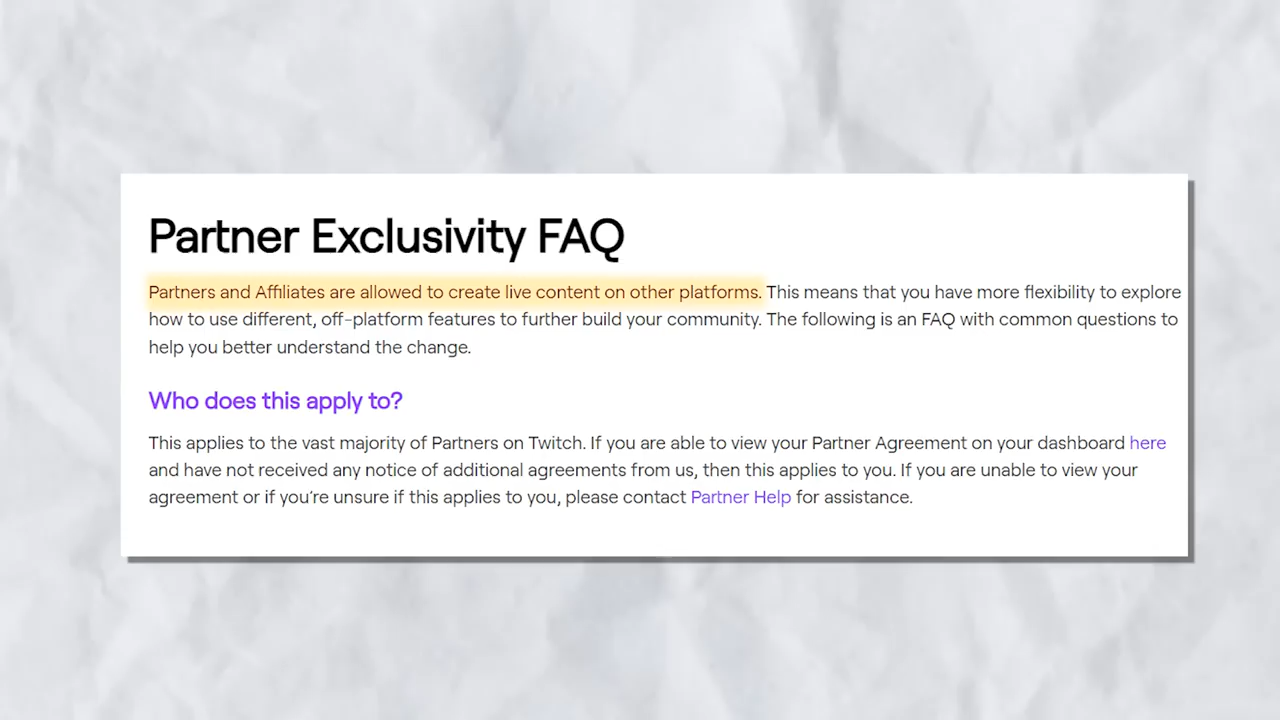 Partner Exclusivity FAQ
Partners and Affiliates are allowed to create live content on other platforms. This means that you have more flexibility to explore
how to use different, off-platform features to further build your community. The following is an FAQ with common questions to
help you better understand the change.
Who does this apply to?
This applies to the vast majority of Partners on Twitch. If you are able to view your Partner Agreement on your dashboard here
and have not received any notice of additional agreements from us, then this applies to you. If you are unable to view your
agreement or if you're unsure if this applies to you, please contact Partner Help for assistance.